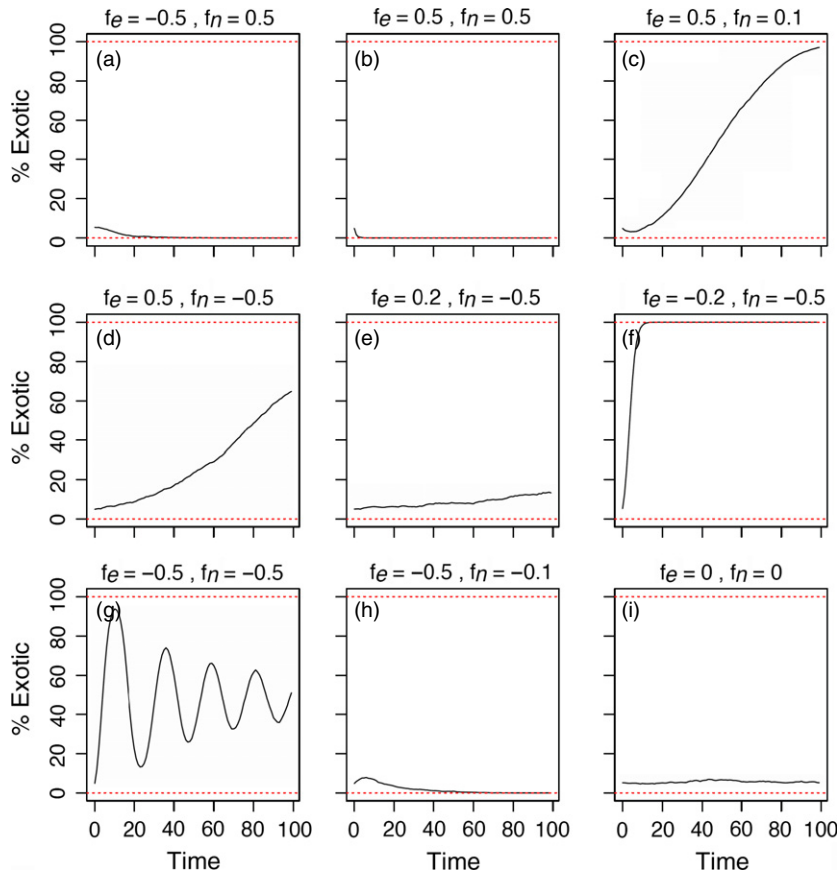 fe = −0.5 , fn = 0.5
fe = 0.5 , fn = 0.5
fe = 0.5 , fn = 0.1
(a)
(b)
(c)
% Exotic
100
80
60
40
20
0
fe = 0.5 , fn = −0.5
fe = 0.2 , fn = −0.5
fe = −0.2 , fn = −0.5
(d)
(e)
(f)
% Exotic
100
80
60
40
20
0
fe = −0.5 , fn = −0.5
fe = −0.5 , fn = −0.1
fe = 0 , fn = 0
(g)
(h)
(i)
% Exotic
100
80
60
40
20
0
0 20 40 60 80 100
0 20 40 60 80 100
0 20 40 60 80 100
Time
Time
Time